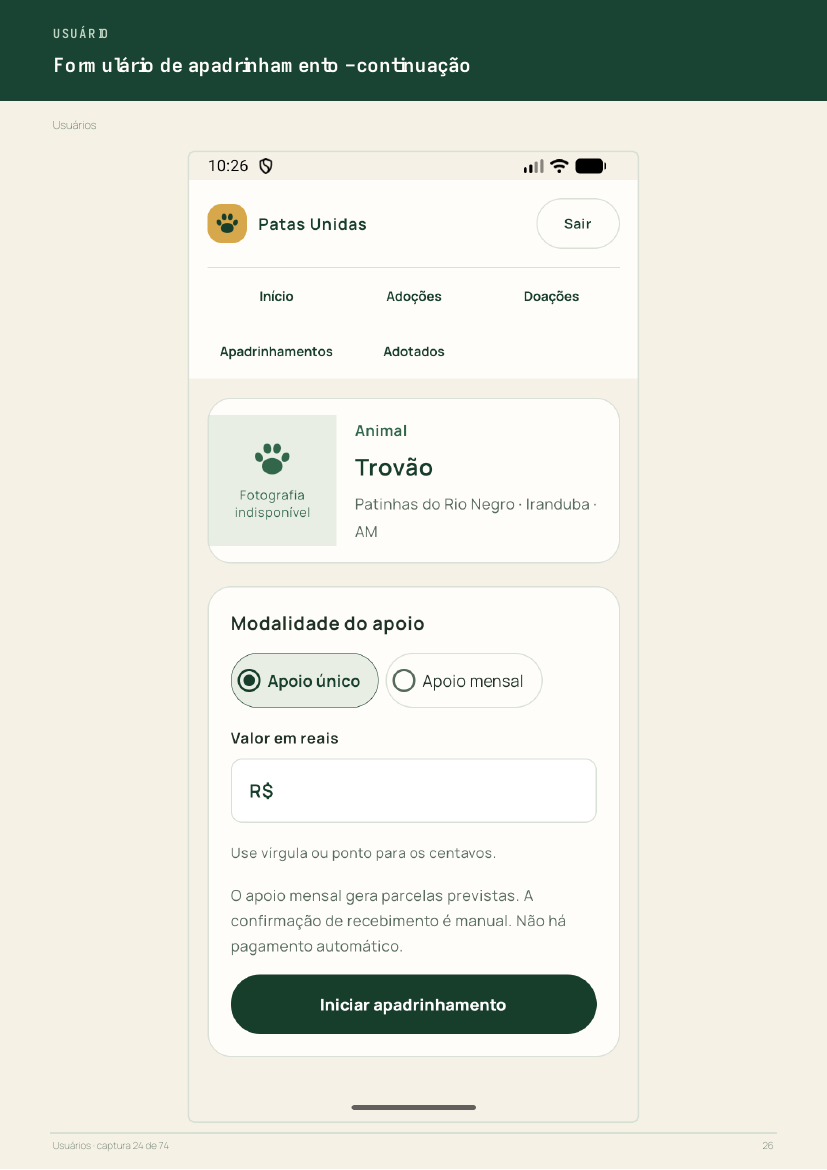 USUÁRIO
Formulário de apadrinhamento – continuação
Usuários
10:26
Patas Unidas
Sair
Início
Adoções
Doações
Apadrinhamentos
Adotados
Fotografia
indisponível
Animal
Trovão
Patinhas do Rio Negro · Iranduba ·
AM
Modalidade do apoio
Apoio único
Apoio mensal
Valor em reais
R$
Use vírgula ou ponto para os centavos.
O apoio mensal gera parcelas previstas. A
confirmação de recebimento é manual. Não há
pagamento automático.
Iniciar apadrinhamento
Usuários · captura 24 de 74
26